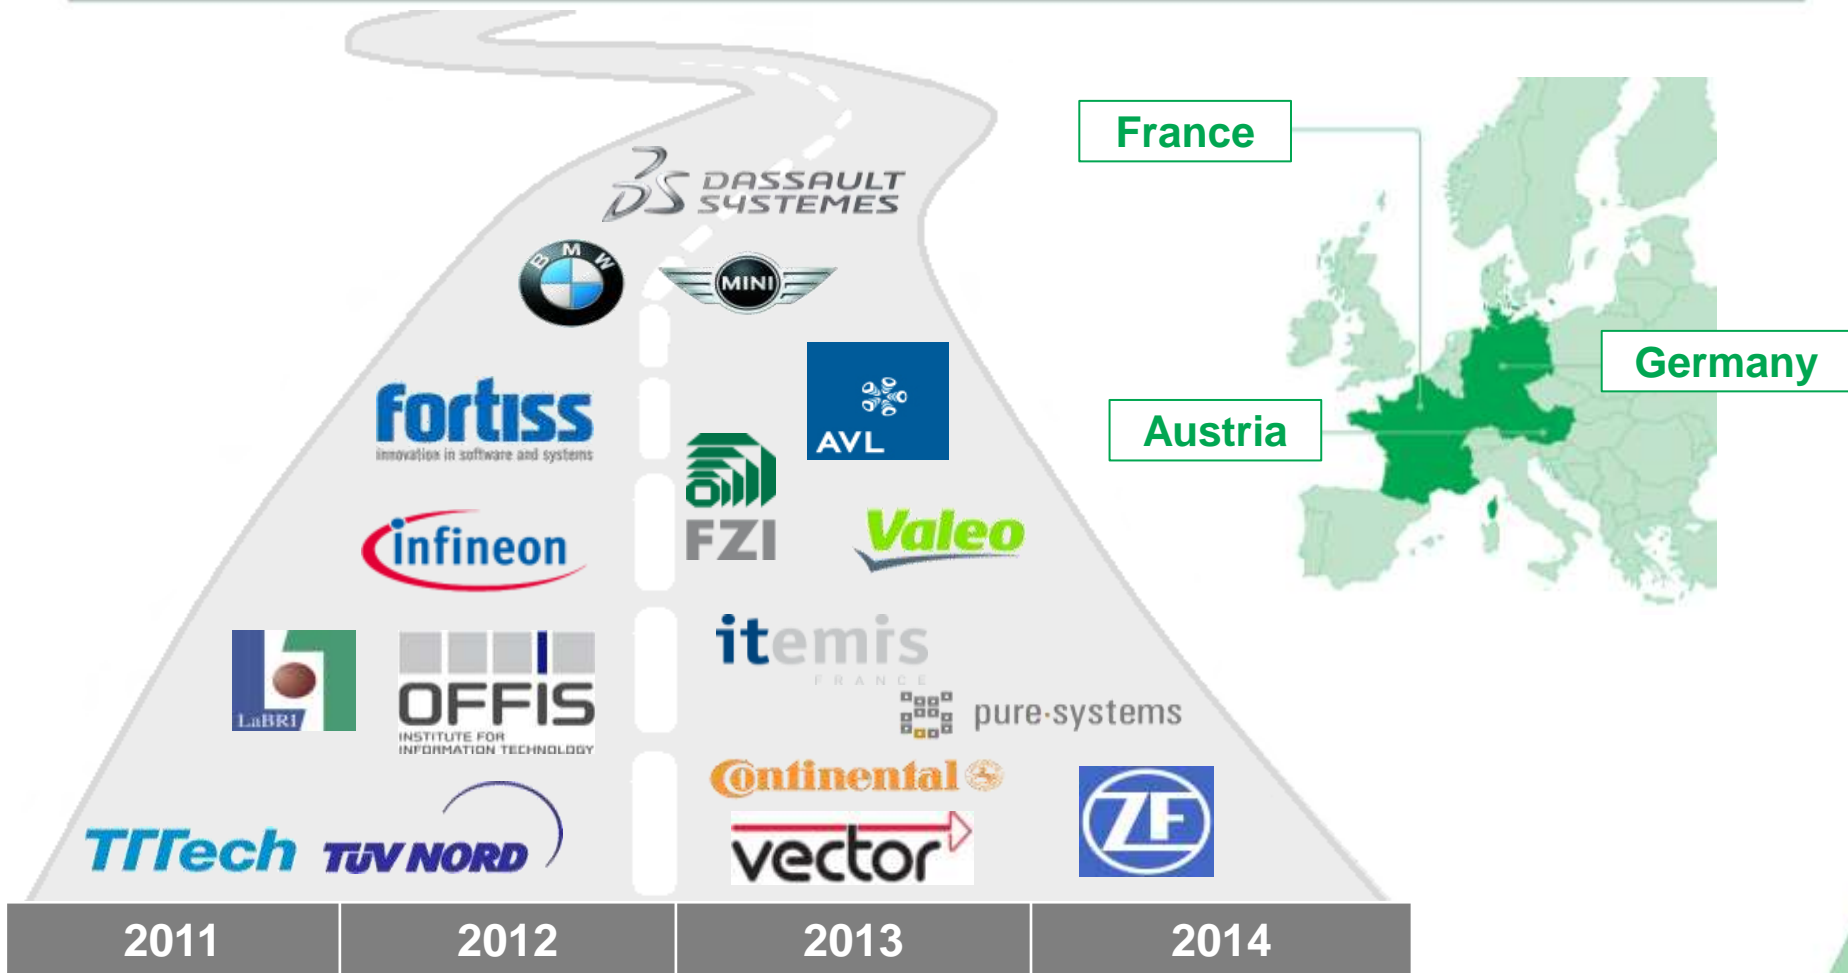 DASSAULT
SYSTEMES
BMW
MINI
fortiss
innovation in software and systems
AVL
FZI
infineon
Valeo
LaBRI
OFFIS
INSTITUTE FOR
INFORMATION TECHNOLOGY
itemis
FRANCE
pure·systems
TTTech
TÜV NORD
Continental
vector
ZF
2011
2012
2013
2014
France
Germany
Austria